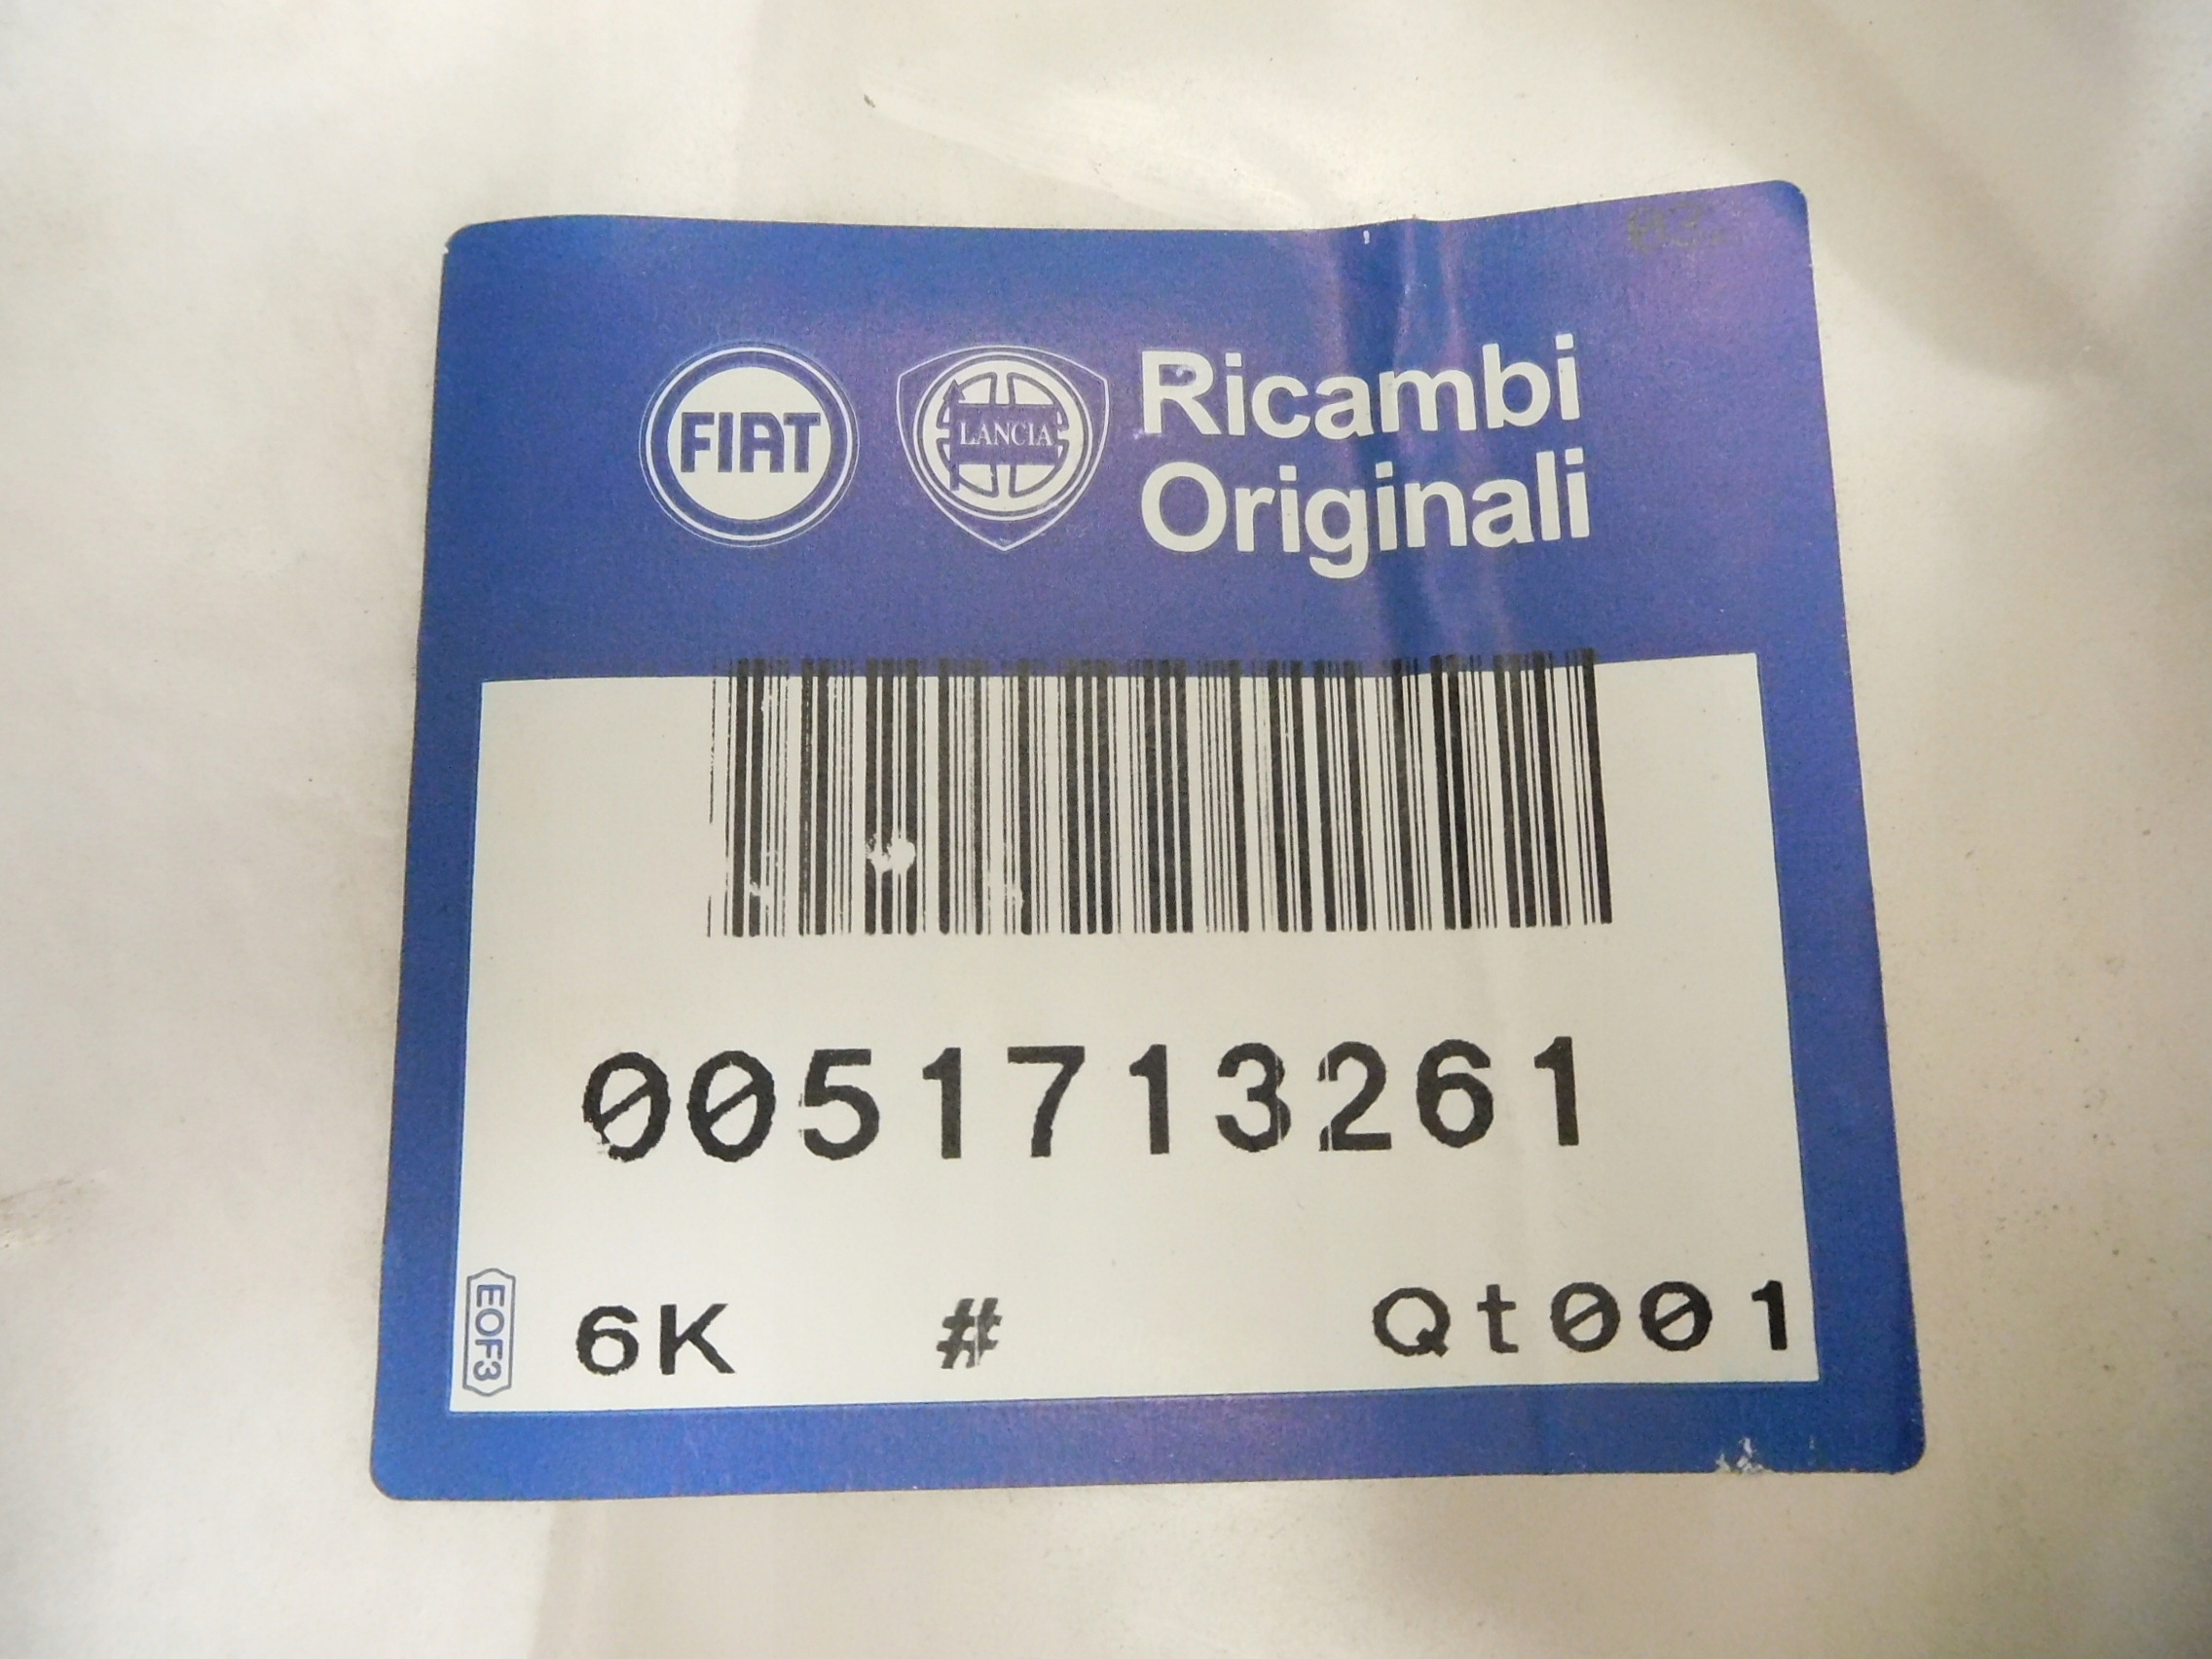 FIAT
LANCIA
Ricambi
Originali
0051713261
EOF3
6K # Qt001